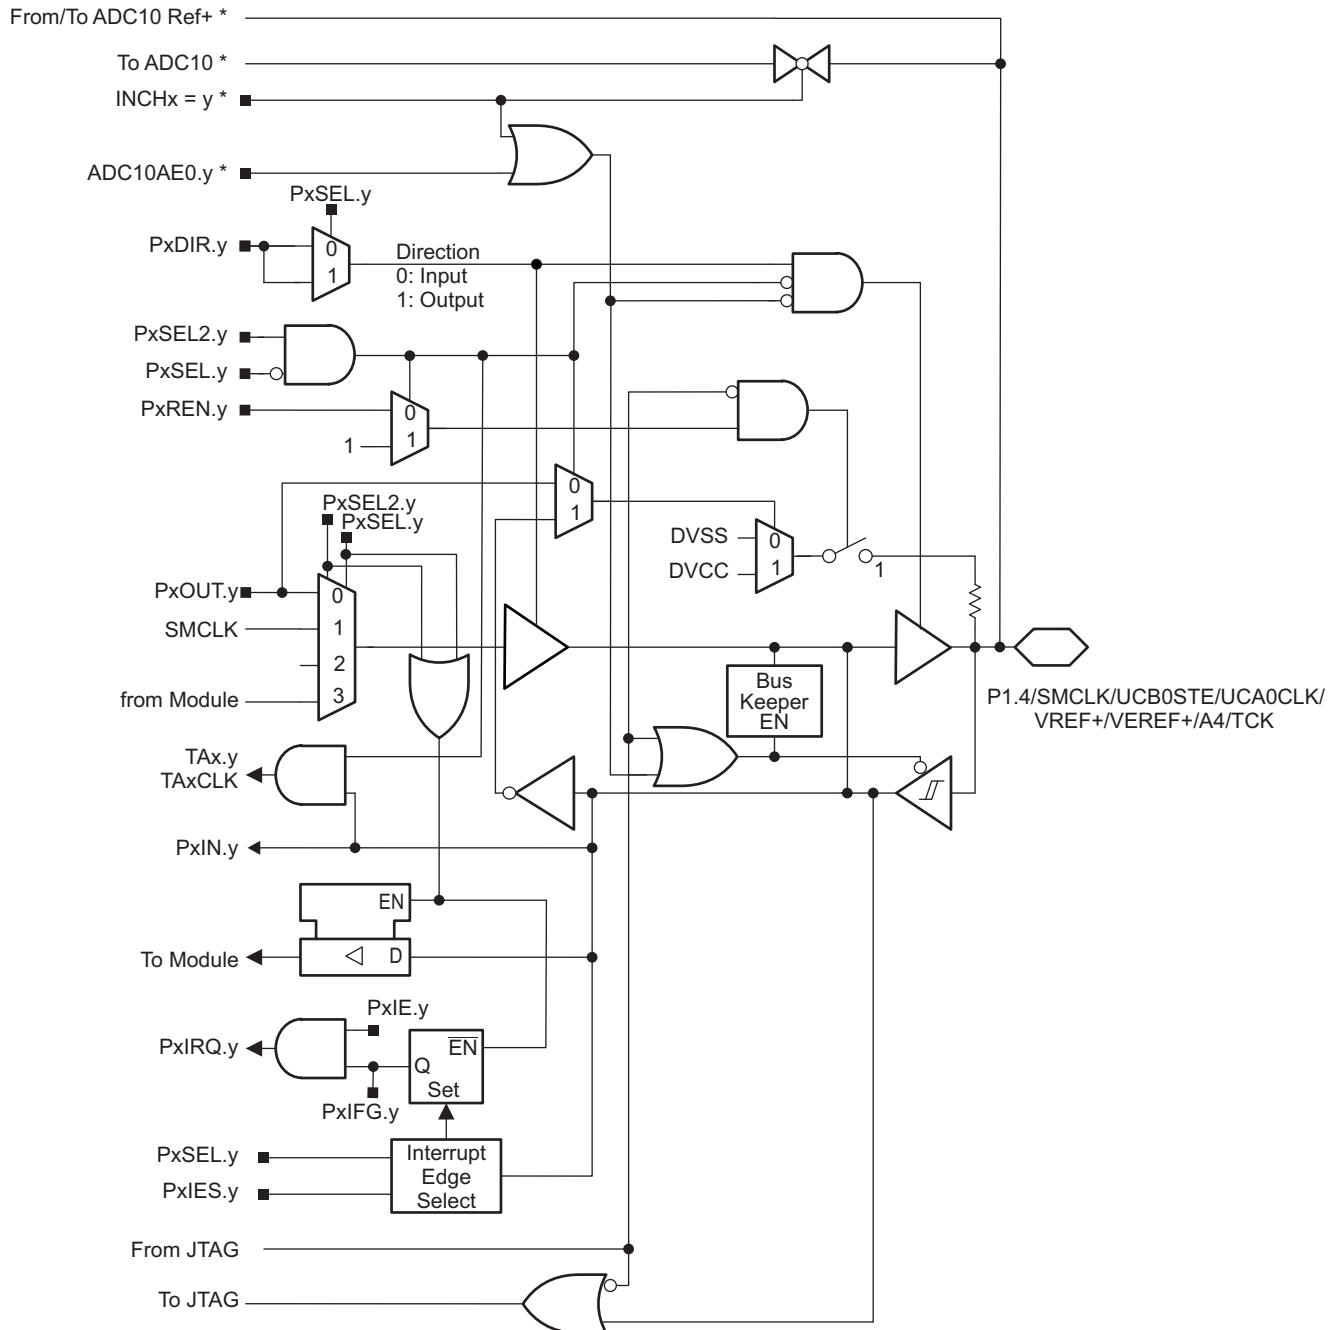 From/To ADC10 Ref+ *
To ADC10 *
INCHx = y *
ADC10AE0.y *
PxSEL.y
PxDIR.y
0
1
Direction
0: Input
1: Output
PxSEL2.y
PxSEL.y
PxREN.y
0
1
1
0
1
PxSEL2.y
PxSEL.y
DVSS
DVCC
0
1
1
PxOUT.y
SMCLK
from Module
0
1
2
3
Bus
Keeper
EN
P1.4/SMCLK/UCB0STE/UCA0CLK/
VREF+/VEREF+/A4/TCK
TAx.y
TAxCLK
PxIN.y
EN
D
To Module
PxIE.y
PxIRQ.y
EN
Q
Set
PxIFG.y
PxSEL.y
PxIES.y
Interrupt
Edge
Select
From JTAG
To JTAG